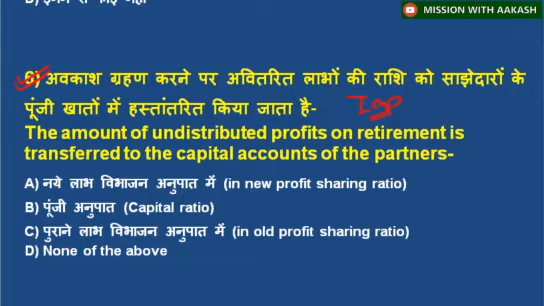 MISSION WITH AAKASH
6) अवकाश ग्रहण करने पर अवितरित लाभों की राशि को साझेदारों के
पूंजी खातों में हस्तांतरित किया जाता है-
The amount of undistributed profits on retirement is
transferred to the capital accounts of the partners-
A) नये लाभ विभाजन अनुपात में (in new profit sharing ratio)
B) पूंजी अनुपात (Capital ratio)
C) पुराने लाभ विभाजन अनुपात में (in old profit sharing ratio)
D) None of the above